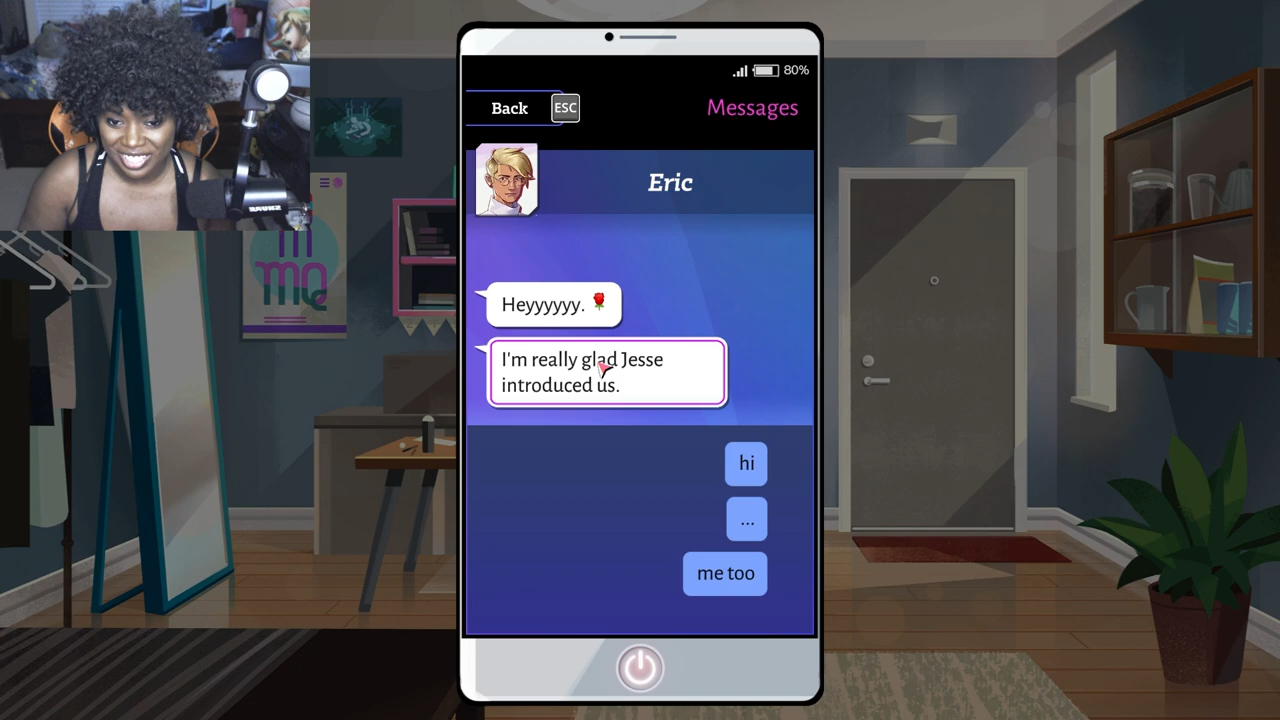 80%
Back
ESC
Messages
Eric
Heyyyyyy. 🌹
I'm really glad Jesse
introduced us.
hi
...
me too